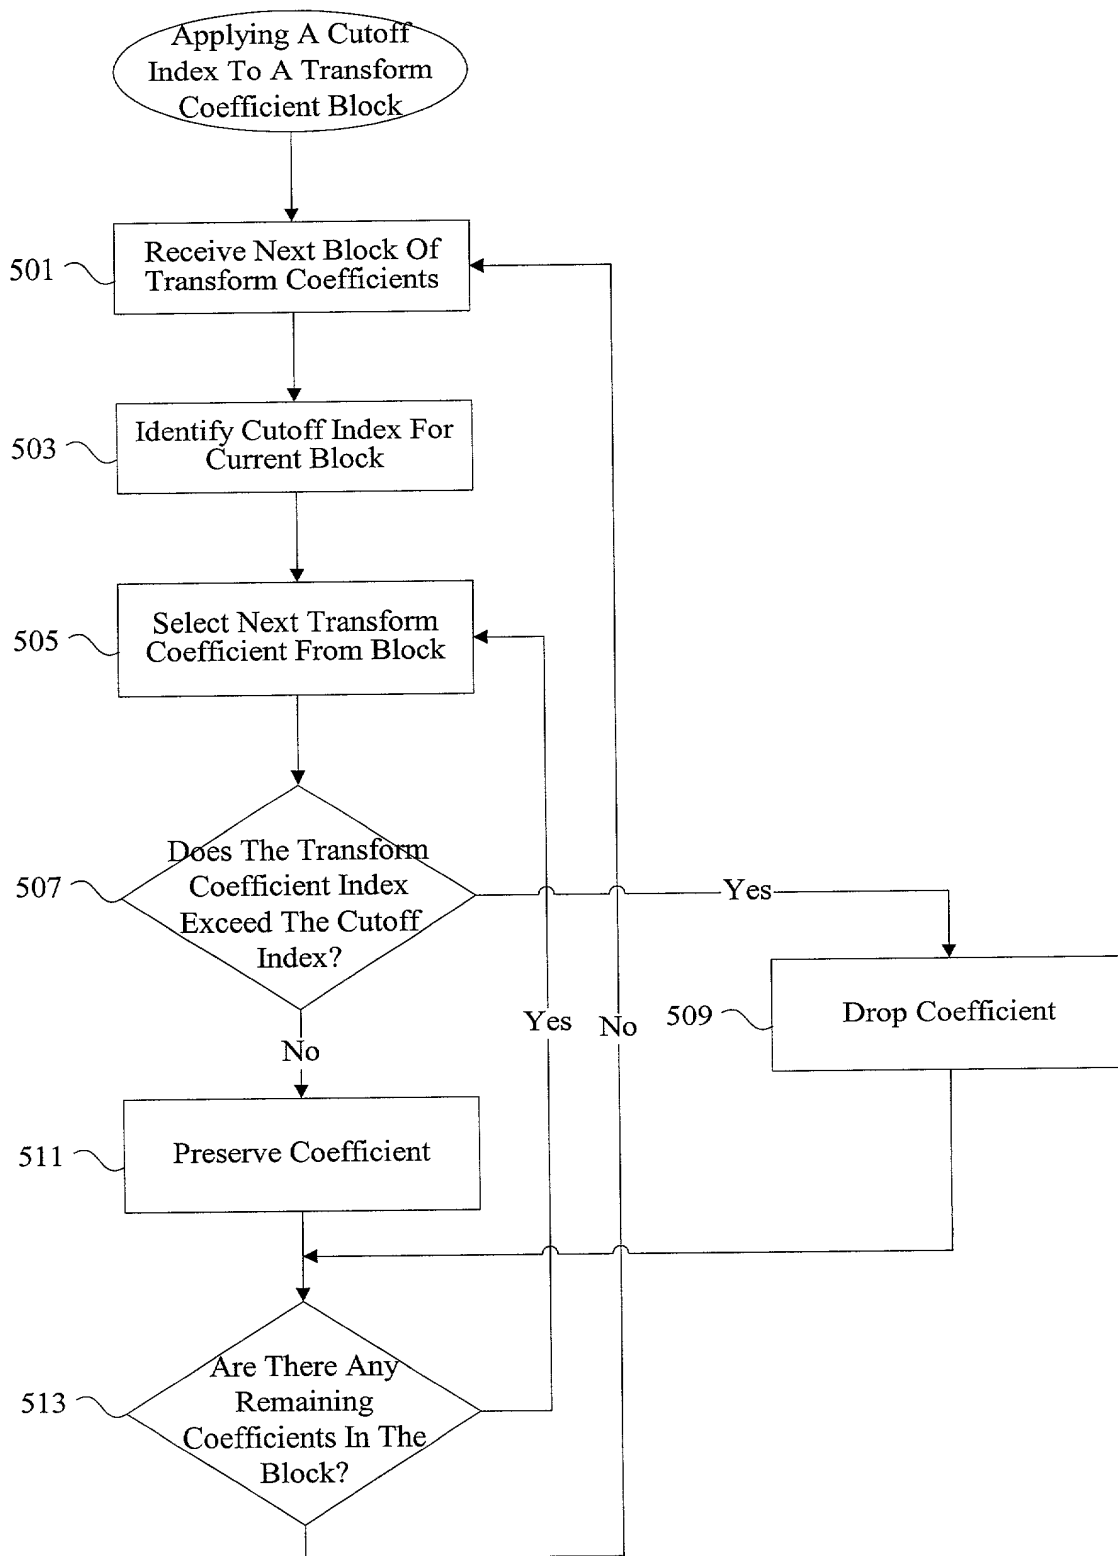 Applying A Cutoff
Index To A Transform
Coefficient Block
501
Receive Next Block Of
Transform Coefficients
503
Identify Cutoff Index For
Current Block
505
Select Next Transform
Coefficient From Block
507
Does The Transform
Coefficient Index
Exceed The Cutoff
Index?
Yes
509
Drop Coefficient
Yes
No
No
511
Preserve Coefficient
513
Are There Any
Remaining
Coefficients In The
Block?